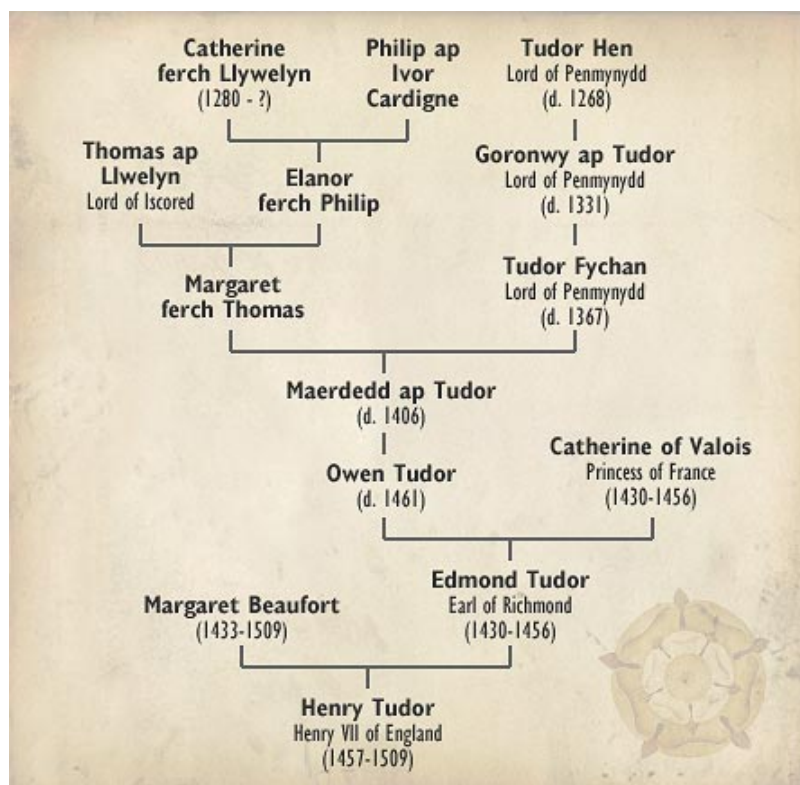 Catherine
ferch Llywelyn
(1280 - ?)
Philip ap
Ivor
Cardigne
Tudor Hen
Lord of Penmynydd
(d. 1268)
Thomas ap
Llwelyn
Lord of Iscored
Elanor
ferch Philip
Goronwy ap Tudor
Lord of Penmynydd
(d. 1331)
Margaret
ferch Thomas
Tudor Fychan
Lord of Penmynydd
(d. 1367)
Maerdedd ap Tudor
(d. 1406)
Owen Tudor
(d. 1461)
Catherine of Valois
Princess of France
(1430-1456)
Margaret Beaufort
(1433-1509)
Edmond Tudor
Earl of Richmond
(1430-1456)
Henry Tudor
Henry VII of England
(1457-1509)